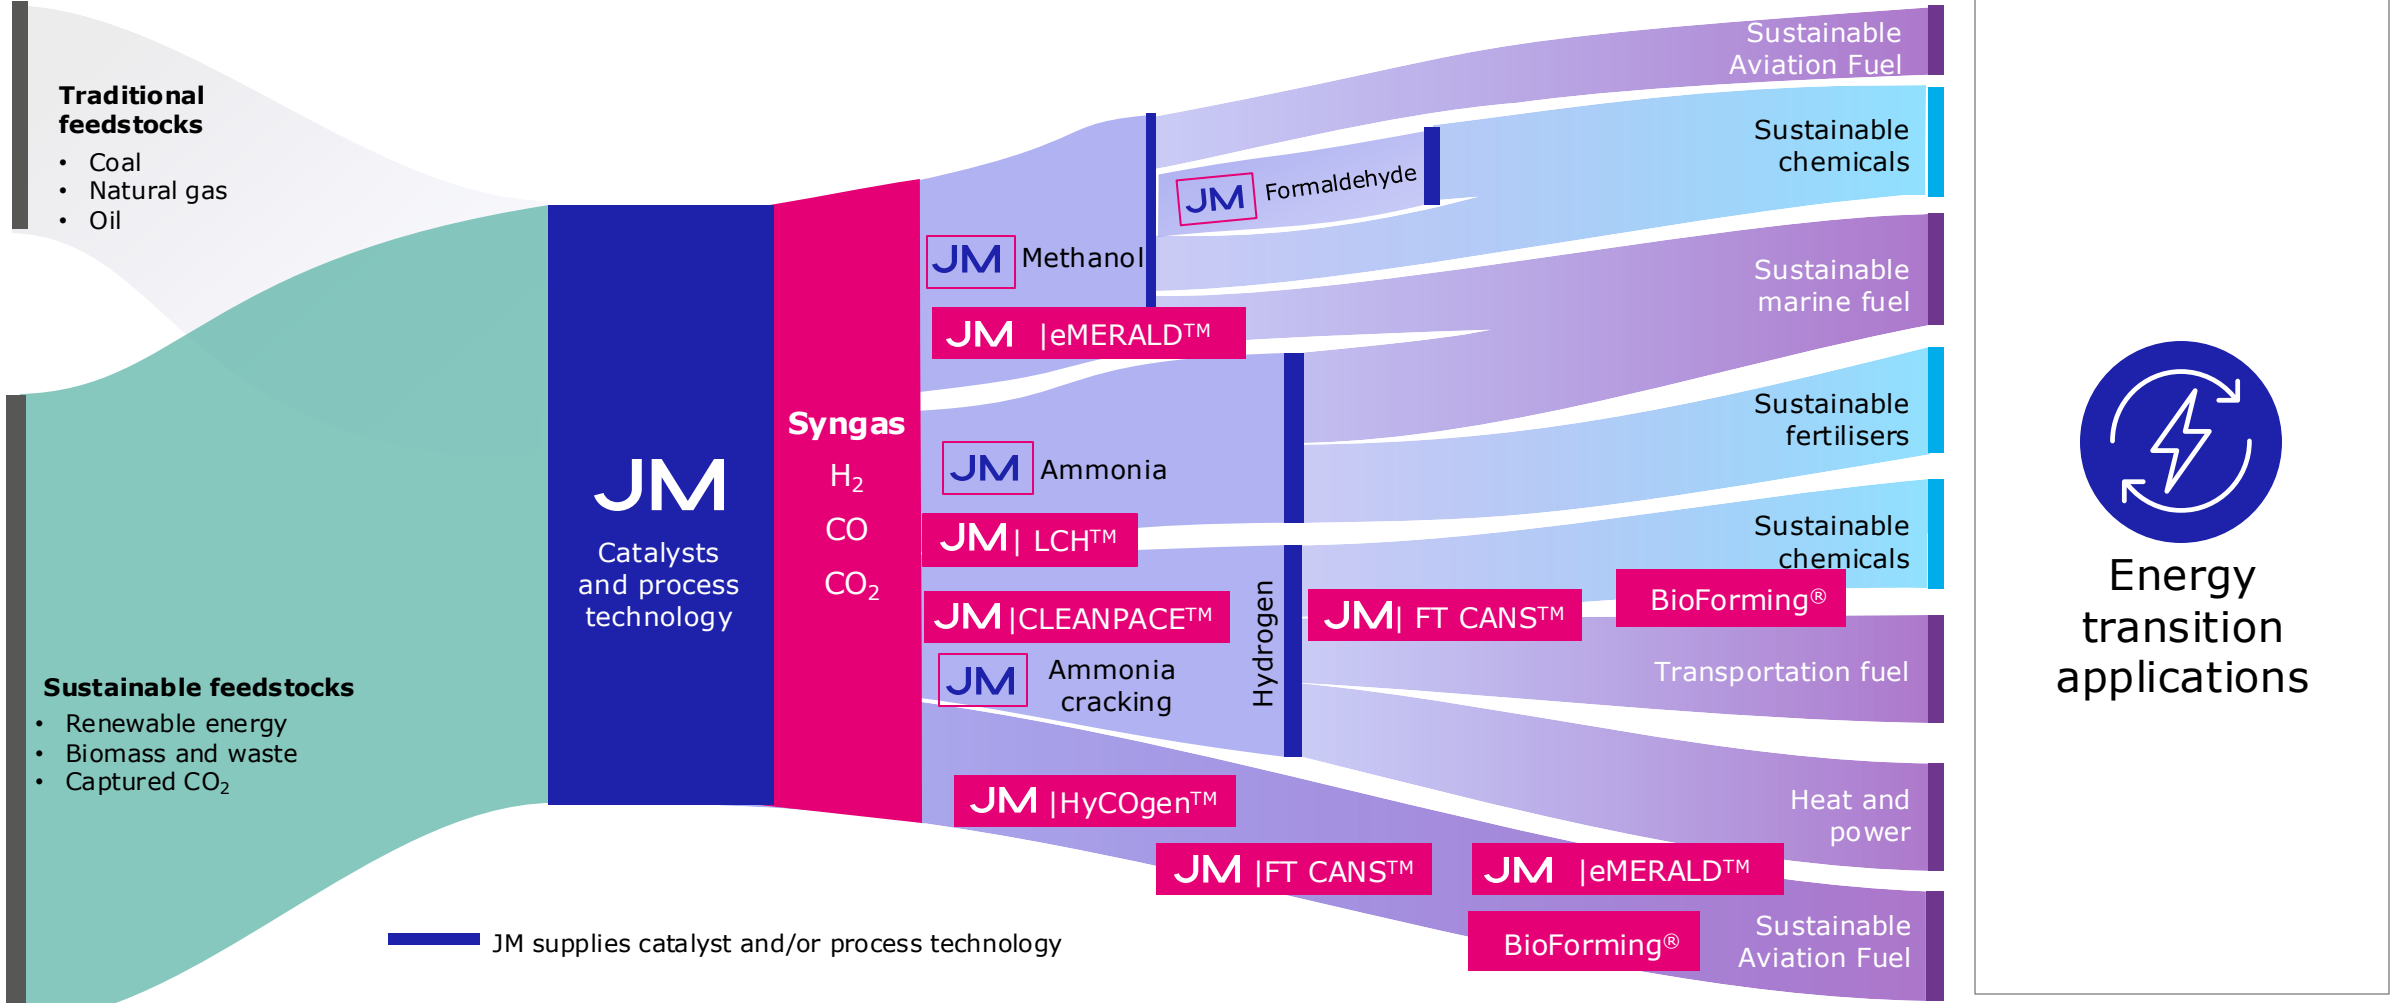 Traditional
feedstocks
• Coal
• Natural gas
• Oil
Sustainable feedstocks
• Renewable energy
• Biomass and waste
• Captured CO₂
JM
Catalysts
and process
technology
Syngas
H₂
CO
CO₂
JM Methanol
JM |eMERALD™
JM Formaldehyde
JM Ammonia
JM| LCH™
JM|CLEANPACE™
JM Ammonia
cracking
Hydrogen
JM| FT CANS™
BioForming®
JM |HyCOgen™
JM |FT CANS™
JM |eMERALD™
BioForming®
Sustainable
Aviation Fuel
Sustainable
chemicals
Sustainable
marine fuel
Sustainable
fertilisers
Sustainable
chemicals
Transportation fuel
Heat and
power
Sustainable
Aviation Fuel
Energy
transition
applications
JM supplies catalyst and/or process technology